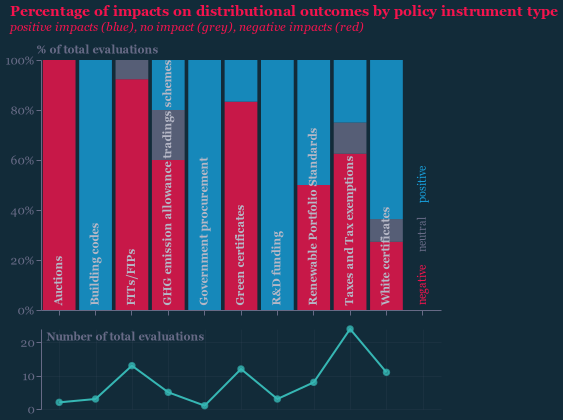 Percentage of impacts on distributional outcomes by policy instrument type
positive impacts (blue), no impact (grey), negative impacts (red)
% of total evaluations
100%
80%
60%
40%
20%
0%
Auctions
Building codes
FITs/FIPs
GHG emission allowance tradings schemes
Government procurement
Green certificates
R&D funding
Renewable Portfolio Standards
Taxes and Tax exemptions
White certificates
negative neutral positive
Number of total evaluations
20
10
0